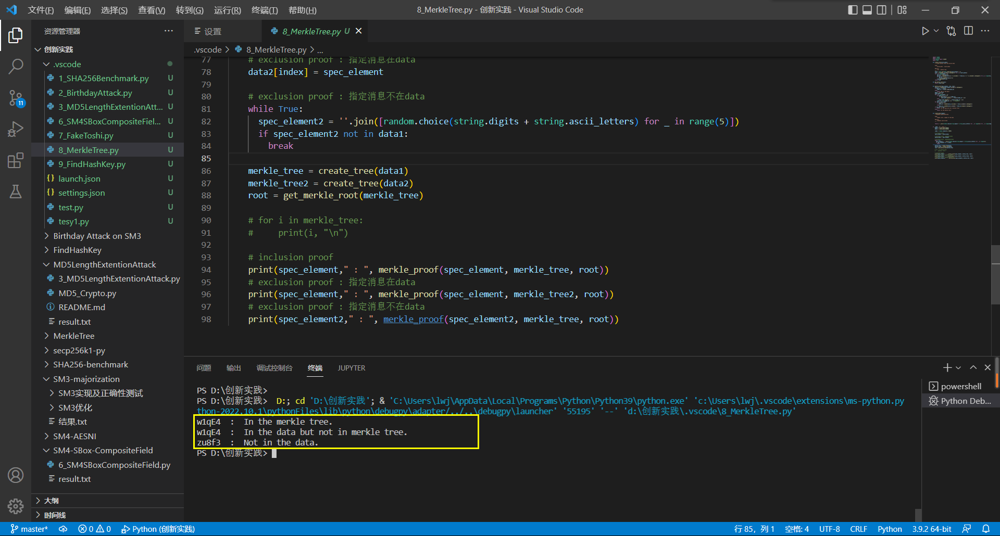 文件(F) 编辑(E) 选择(S) 查看(V) 转到(G) 运行(R) 终端(T) 帮助(H)
8_MerkleTree.py - 创新实践 - Visual Studio Code
资源管理器
创新实践
.vscode
1_SHA256Benchmark.py U
2_BirthdayAttack.py U
3_MD5LengthExtentionAtt... U
6_SM4SBoxCompositeFiel... U
7_FakeToshi.py U
8_MerkleTree.py U
9_FindHashKey.py U
launch.json U
settings.json U
test.py U
tesy1.py U
Birthday Attack on SM3
FindHashKey
MD5LengthExtentionAttack
3_MD5LengthExtentionAttack.py
MD5_Crypto.py
README.md
result.txt
MerkleTree
secp256k1-py
SHA256-benchmark
SM3-majorization
SM3实现及正确性测试
SM3优化
结果.txt
SM4-AESNI
SM4-SBox-CompositeField
6_SM4SBoxCompositeField.py
result.txt
大纲
时间线
11
设置
8_MerkleTree.py U
.vscode > 8_MerkleTree.py > ...
77 # exclusion proof : 指定消息在data
78 data2[index] = spec_element
79
80 # exclusion proof : 指定消息不在data
81 while True:
82 spec_element2 = ''.join([random.choice(string.digits + string.ascii_letters) for _ in range(5)])
83 if spec_element2 not in data1:
84 break
85
86 merkle_tree = create_tree(data1)
87 merkle_tree2 = create_tree(data2)
88 root = get_merkle_root(merkle_tree)
89
90 # for i in merkle_tree:
91 #     print(i, "\n")
92
93 # inclusion proof
94 print(spec_element," : ", merkle_proof(spec_element, merkle_tree, root))
95 # exclusion proof : 指定消息在data
96 print(spec_element," : ", merkle_proof(spec_element, merkle_tree2, root))
97 # exclusion proof : 指定消息不在data
98 print(spec_element2," : ", merkle_proof(spec_element2, merkle_tree, root))
问题 输出 调试控制台 终端 JUPYTER
PS D:\创新实践>
PS D:\创新实践>  D:; cd 'D:\创新实践'; & 'C:\Users\lwj\AppData\Local\Programs\Python\Python39\python.exe' 'c:\Users\lwj\.vscode\extensions\ms-python.py
thon-2022.10.1\pythonFiles\lib\python\debugpy\adapter/../..\debugpy\launcher' '55195' '--' 'd:\创新实践\.vscode\8_MerkleTree.py'
w1qE4  :  In the merkle tree.
w1qE4  :  In the data but not in merkle tree.
zu8f3  :  Not in the data.
PS D:\创新实践>
powershell
Python Deb...
master* 0 0 Python (创新实践)
行 85, 列 1 空格: 4 UTF-8 CRLF Python 3.9.2 64-bit